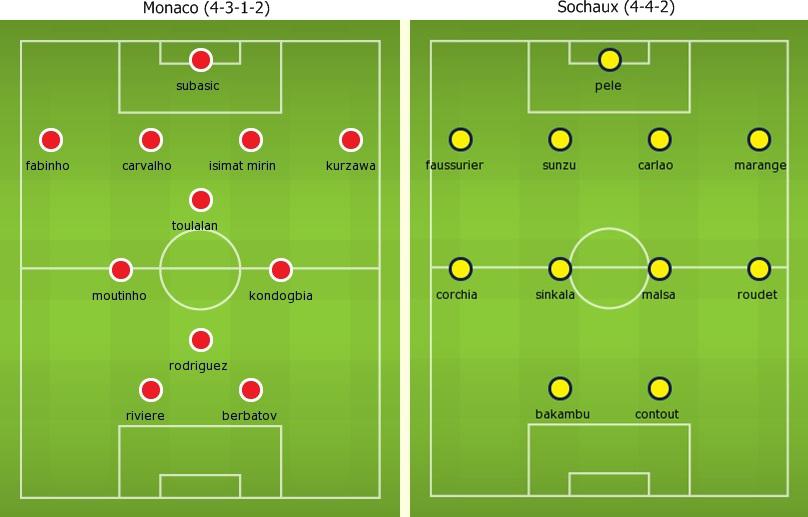 Monaco (4-3-1-2)
subasic
fabinho carvalho isimat mirin kurzawa
toulalan
moutinho kondogbia
rodriguez
riviere berbatov
Sochaux (4-4-2)
pele
faussurier sunzu carlao marange
corchia sinkala malsa roudet
bakambu contout